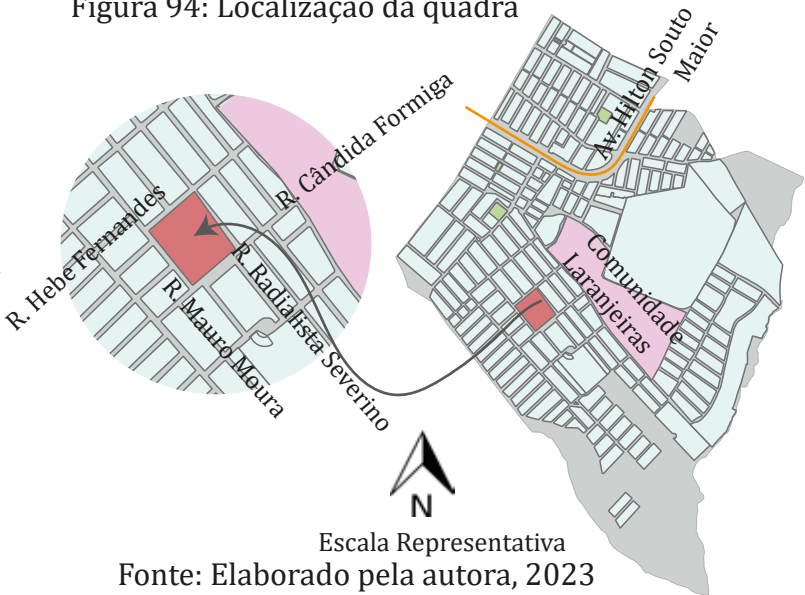 Figura 94: Localização da quadra
Av. Hilton Souto
Maior
R. Cândida Formiga
R. Hebe Fernandes
R. Radialista Severino
R. Mauro Moura
Comunidade
Laranjeiras
N
Escala Representativa
Fonte: Elaborado pela autora, 2023